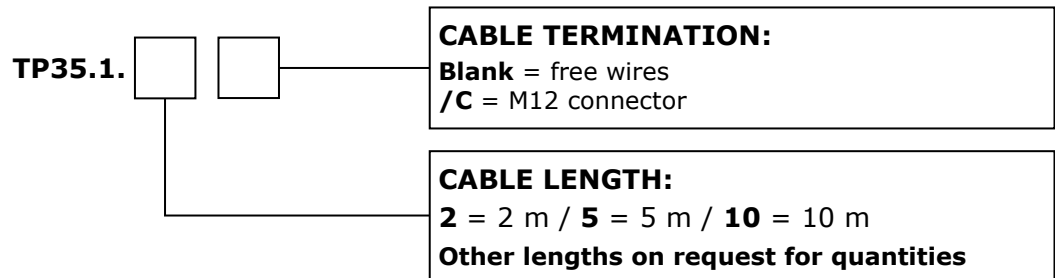 TP35.1.
CABLE TERMINATION:
Blank = free wires
/C = M12 connector
CABLE LENGTH:
2 = 2 m / 5 = 5 m / 10 = 10 m
Other lengths on request for quantities